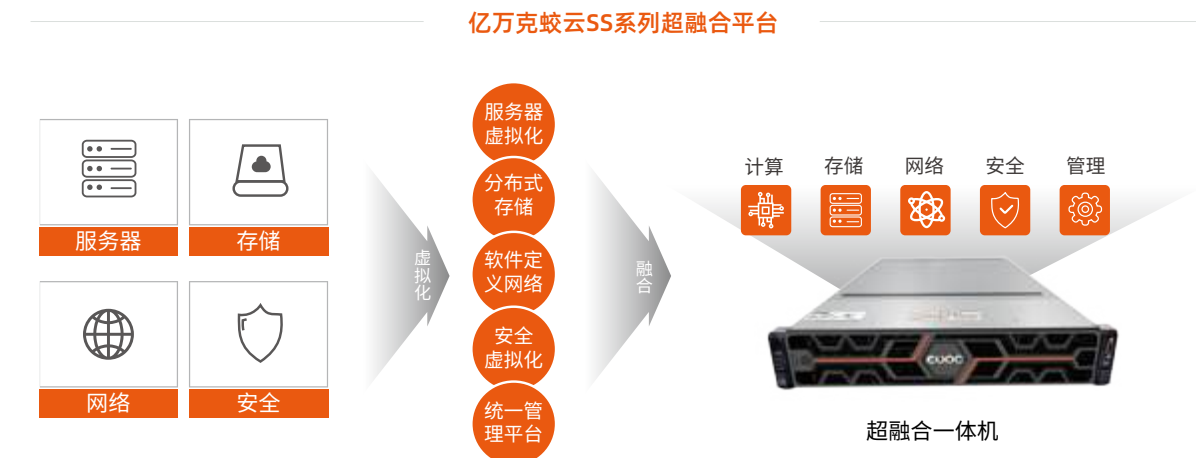 亿万克蛟云SS系列超融合平台
服务器
存储
网络
安全
虚拟化
服务器
虚拟化
分布式
存储
软件定
义网络
安全
虚拟化
统一管
理平台
融合
计算
存储
网络
安全
管理
超融合一体机